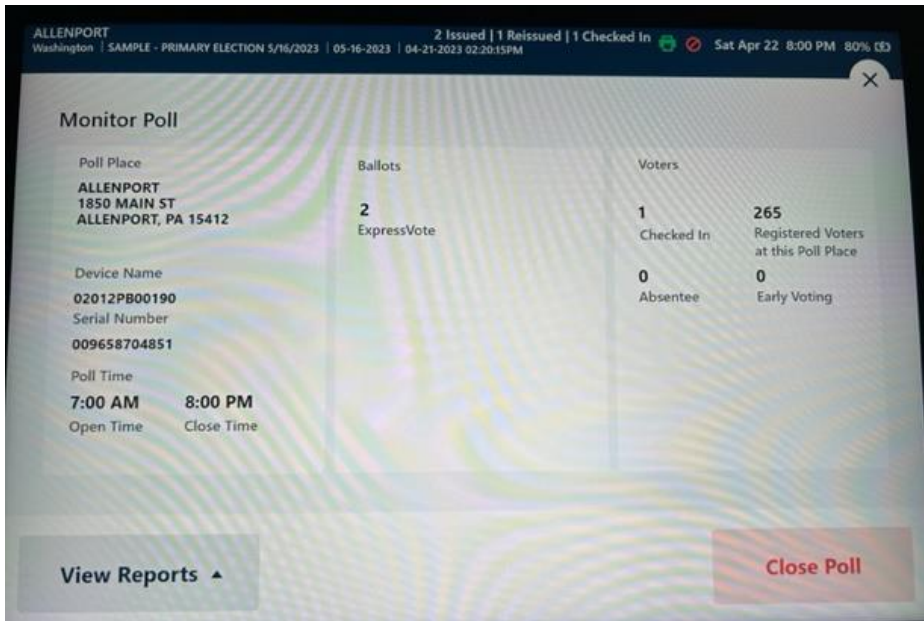 ALLENPORT
2 Issued | 1 Reissued | 1 Checked In
Washington | SAMPLE - PRIMARY ELECTION 5/16/2023 | 05-16-2023 | 04-21-2023 02:20:15PM
Sat Apr 22 8:00 PM 80%
Monitor Poll
Poll Place
ALLENPORT
1850 MAIN ST
ALLENPORT, PA 15412
Device Name
02012PB00190
Serial Number
009658704851
Poll Time
7:00 AM 8:00 PM
Open Time Close Time
Ballots
2
ExpressVote
Voters
1 265
Checked In Registered Voters
at this Poll Place
0 0
Absentee Early Voting
View Reports
Close Poll